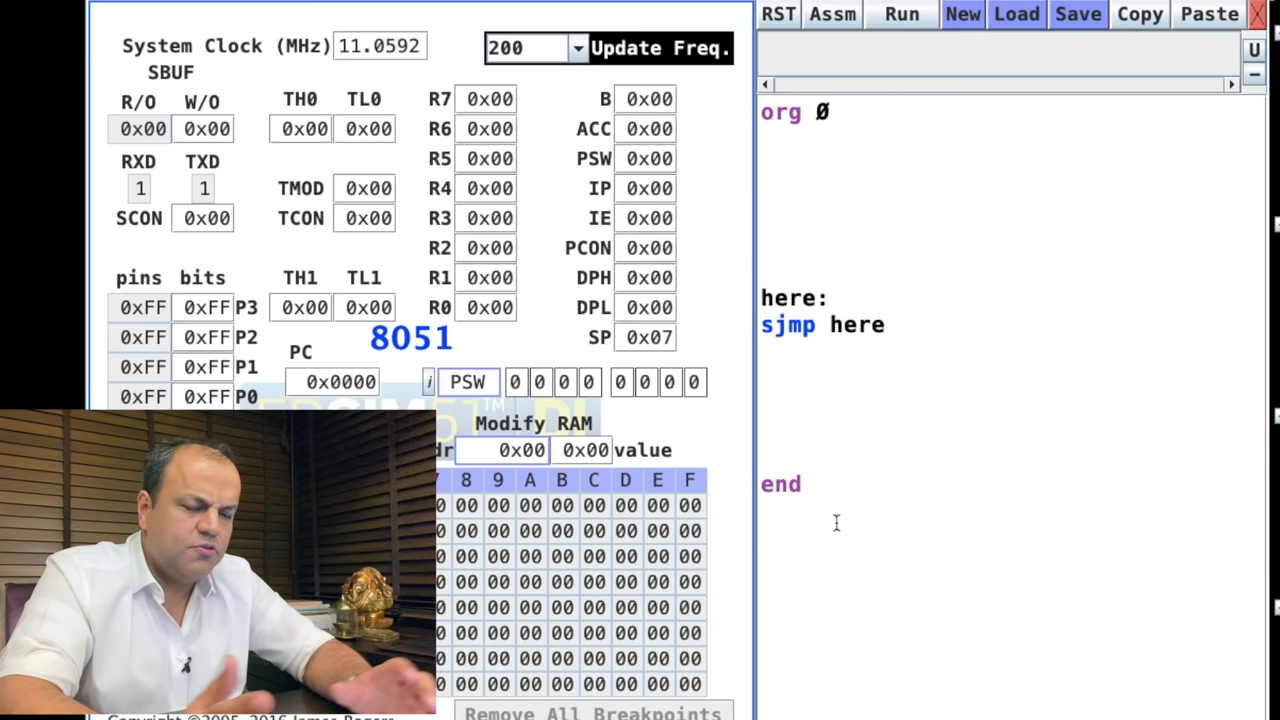 RST Assm Run New Load Save Copy Paste
System Clock (MHz) 11.0592 200 Update Freq.
U
SBUF
R/O W/O TH0 TL0 R7 0x00 B 0x00
0x00 0x00 0x00 0x00 R6 0x00 ACC 0x00
RXD TXD R5 0x00 PSW 0x00
1 1 TMOD 0x00 R4 0x00 IP 0x00
SCON 0x00 TCON 0x00 R3 0x00 IE 0x00
R2 0x00 PCON 0x00
pins bits TH1 TL1 R1 0x00 DPH 0x00
0xFF 0xFF P3 0x00 0x00 R0 0x00 DPL 0x00
0xFF 0xFF P2 8051 SP 0x07
0xFF 0xFF P1 PC
0x0000 i PSW 0 0 0 0 0 0 0 0
0xFF 0xFF P0
TM
Modify RAM
0x00 0x00 value
8 9 A B C D E F
00 00 00 00 00 00 00 00
00 00 00 00 00 00 00 00
00 00 00 00 00 00 00 00
00 00 00 00 00 00 00 00
00 00 00 00 00 00 00 00
00 00 00 00 00 00 00 00
00 00 00 00 00 00 00 00
00 00 00 00 00 00 00 00
Copyright ©2005-2016 James Rogers
Remove All Breakpoints
org 0
here:
sjmp here
end